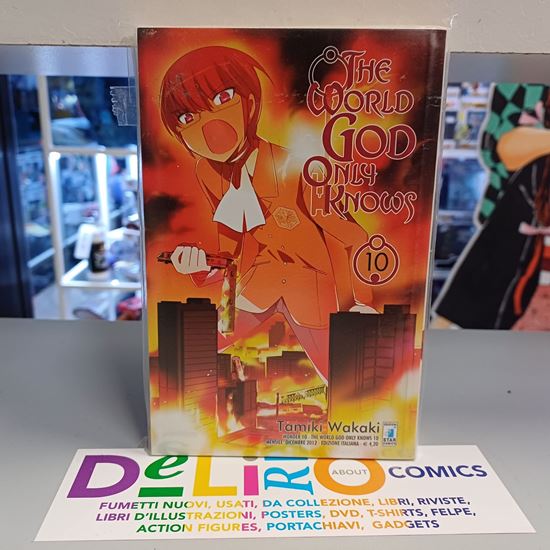 THE
WORLD
GOD
ONLY
KNOWS
10
Tamiki Wakaki
WONDER 10 - THE WORLD GOD ONLY KNOWS 10
MENSILE - DICEMBRE 2012 - EDIZIONE ITALIANA - € 4,20
STAR COMICS
DeLiRiO ABOUT COMICS
FUMETTI NUOVI, USATI, DA COLLEZIONE, LIBRI, RIVISTE,
LIBRI D'ILLUSTRAZIONI, POSTERS, DVD, T-SHIRTS, FELPE,
ACTION FIGURES, PORTACHIAVI, GADGETS